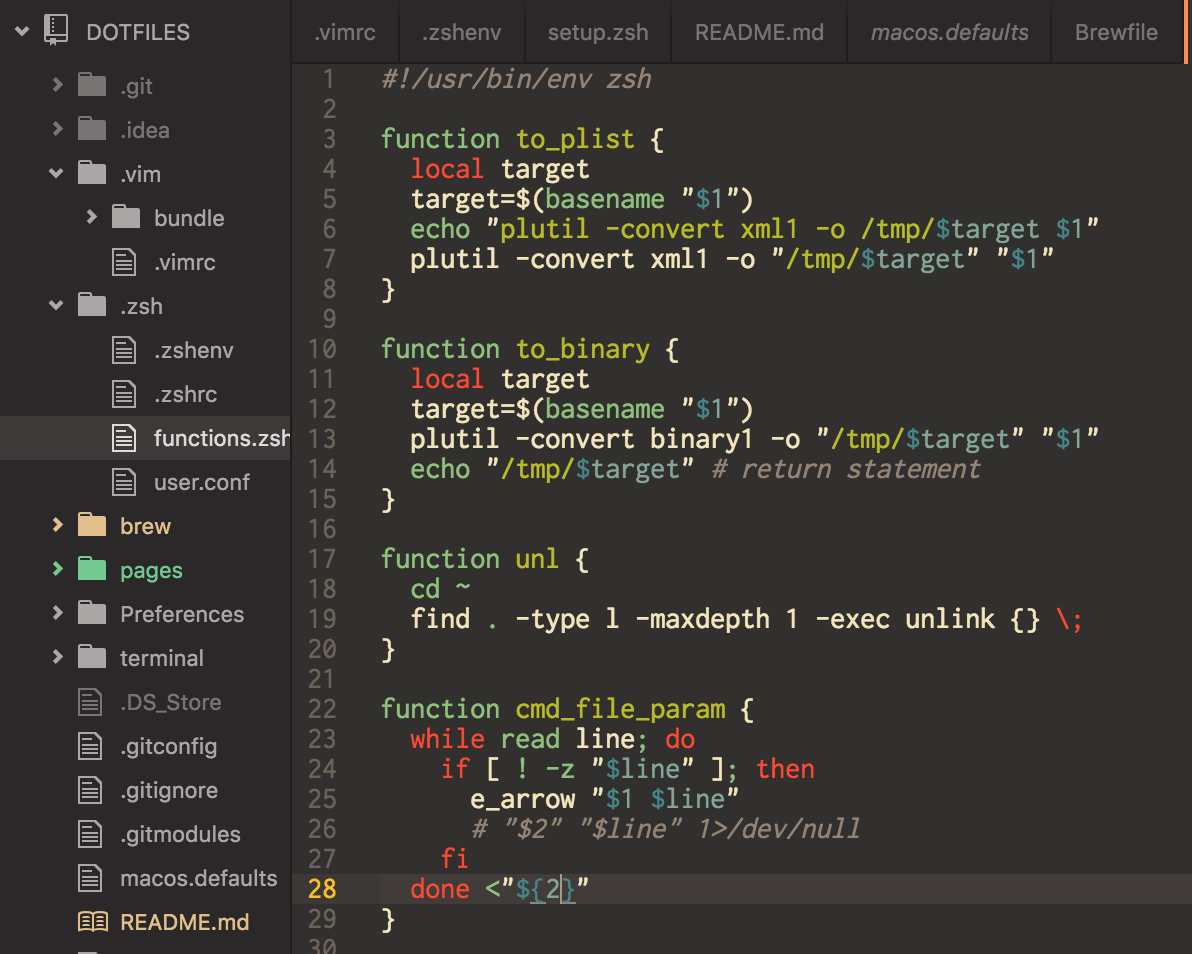 DOTFILES
.git
.idea
.vim
bundle
.vimrc
.zsh
.zshenv
.zshrc
functions.zsh
user.conf
brew
pages
Preferences
terminal
.DS_Store
.gitconfig
.gitignore
.gitmodules
macos.defaults
README.md
.vimrc .zshenv setup.zsh README.md macos.defaults Brewfile
1 #!/usr/bin/env zsh
2
3 function to_plist {
4   local target
5   target=$(basename "$1")
6   echo "plutil -convert xml1 -o /tmp/$target $1"
7   plutil -convert xml1 -o "/tmp/$target" "$1"
8 }
9
10 function to_binary {
11   local target
12   target=$(basename "$1")
13   plutil -convert binary1 -o "/tmp/$target" "$1"
14   echo "/tmp/$target" # return statement
15 }
16
17 function unl {
18   cd ~
19   find . -type l -maxdepth 1 -exec unlink {} \;
20 }
21
22 function cmd_file_param {
23   while read line; do
24     if [ ! -z "$line" ]; then
25       e_arrow "$1 $line"
26       # "$2" "$line" 1>/dev/null
27     fi
28   done <"${2}"
29 }
30